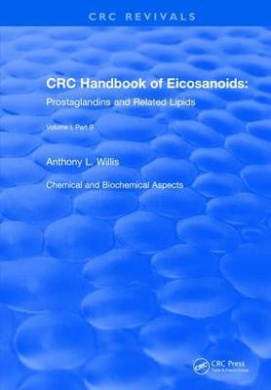 CRC REVIVALS
CRC Handbook of Eicosanoids:
Prostaglandins and Related Lipids
Volume I, Part B
Anthony L. Willis
Chemical and Biochemical Aspects
CRC Press
Taylor & Francis Group